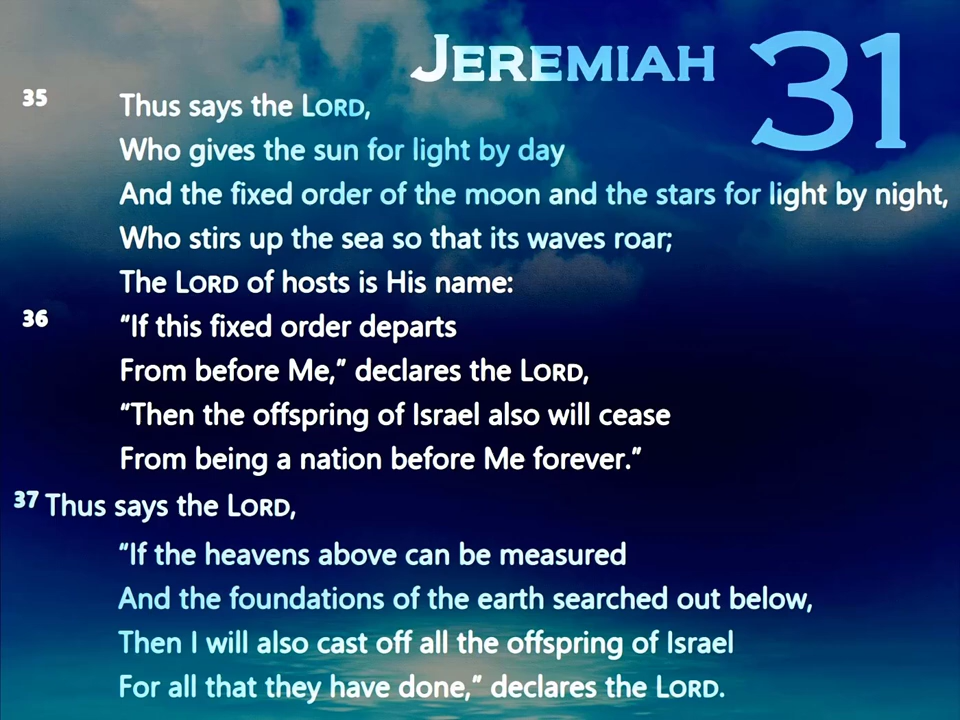 JEREMIAH 31
35 Thus says the LORD,
Who gives the sun for light by day
And the fixed order of the moon and the stars for light by night,
Who stirs up the sea so that its waves roar;
The LORD of hosts is His name:
36 “If this fixed order departs
From before Me,” declares the LORD,
“Then the offspring of Israel also will cease
From being a nation before Me forever.”
37 Thus says the LORD,
“If the heavens above can be measured
And the foundations of the earth searched out below,
Then I will also cast off all the offspring of Israel
For all that they have done,” declares the LORD.